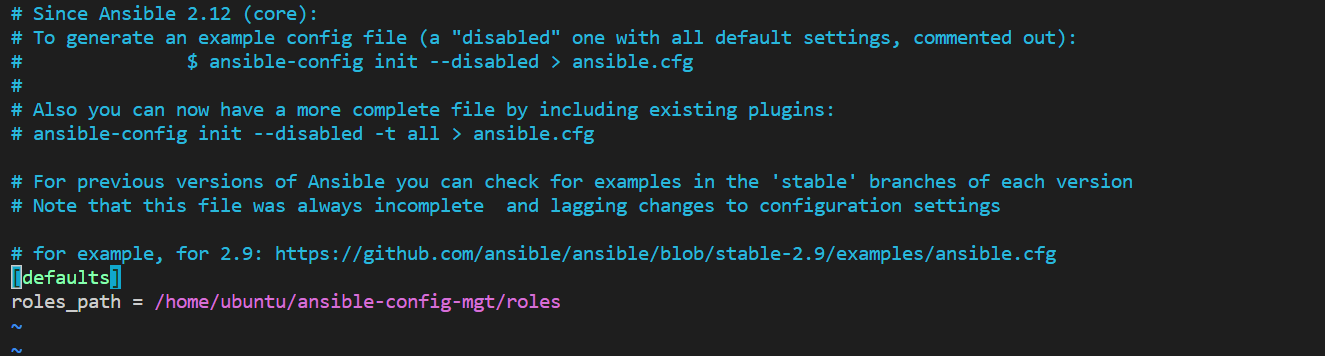 # Since Ansible 2.12 (core):
# To generate an example config file (a "disabled" one with all default settings, commented out):
#               $ ansible-config init --disabled > ansible.cfg
#
# Also you can now have a more complete file by including existing plugins:
# ansible-config init --disabled -t all > ansible.cfg

# For previous versions of Ansible you can check for examples in the 'stable' branches of each version
# Note that this file was always incomplete  and lagging changes to configuration settings

# for example, for 2.9: https://github.com/ansible/ansible/blob/stable-2.9/examples/ansible.cfg
[defaults]
roles_path = /home/ubuntu/ansible-config-mgt/roles
~
~